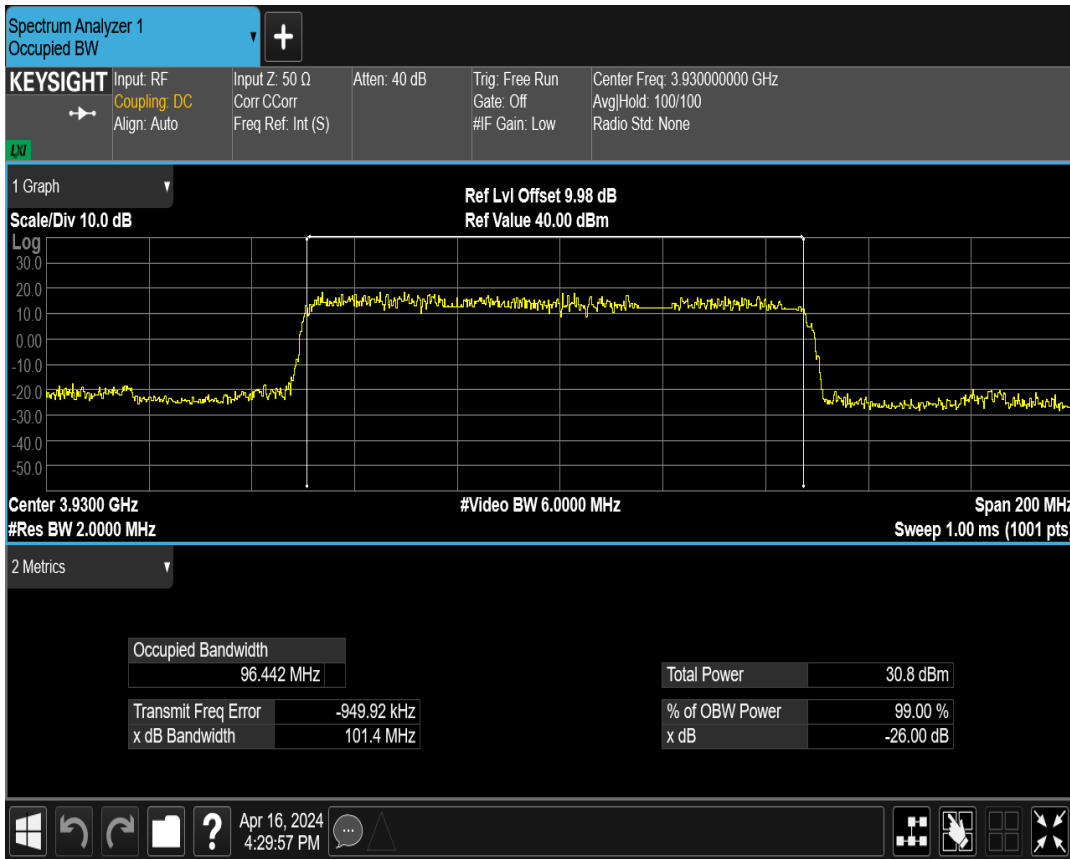 Spectrum Analyzer 1
Occupied BW
+
KEYSIGHT
LXI
Input: RF
Coupling: DC
Align: Auto
Input Z: 50 Ω
Corr CCorr
Freq Ref: Int (S)
Atten: 40 dB
Trig: Free Run
Gate: Off
#IF Gain: Low
Center Freq: 3.930000000 GHz
Avg|Hold: 100/100
Radio Std: None
1 Graph
Scale/Div 10.0 dB
Ref Lvl Offset 9.98 dB
Ref Value 40.00 dBm
Log
30.0
20.0
10.0
0.00
-10.0
-20.0
-30.0
-40.0
-50.0
Center 3.9300 GHz
#Video BW 6.0000 MHz
Span 200 MHz
#Res BW 2.0000 MHz
Sweep 1.00 ms (1001 pts)
2 Metrics
Occupied Bandwidth
96.442 MHz
Total Power 30.8 dBm
Transmit Freq Error -949.92 kHz
% of OBW Power 99.00 %
x dB Bandwidth 101.4 MHz
x dB -26.00 dB
?
Apr 16, 2024
4:29:57 PM